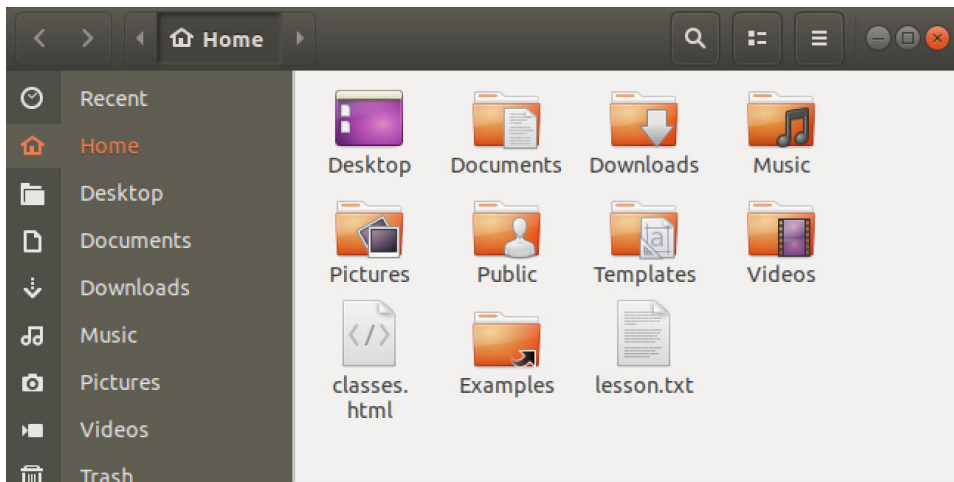 Home
Recent
Home
Desktop
Documents
Downloads
Music
Pictures
Videos
Trash
Desktop Documents Downloads Music
Pictures Public Templates Videos
classes.
html
Examples
lesson.txt